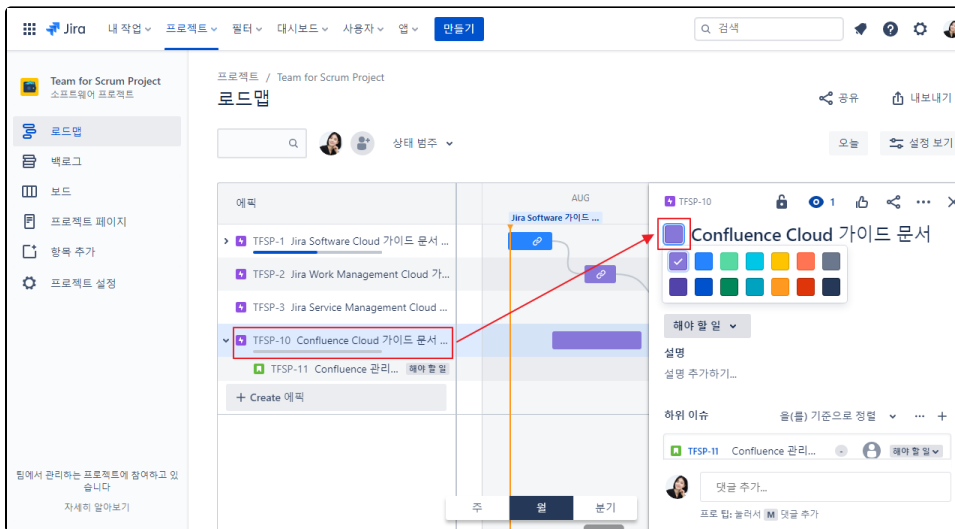 Jira 내 작업 프로젝트 필터 대시보드 사용자 앱 만들기 검색
Team for Scrum Project
소프트웨어 프로젝트
로드맵
백로그
보드
프로젝트 페이지
항목 추가
프로젝트 설정
팀에서 관리하는 프로젝트에 참여하고 있
습니다
자세히 알아보기
프로젝트 / Team for Scrum Project
로드맵
공유 내보내기
상태 범주
오늘 설정 보기
에픽
AUG
Jira Software 가이드 ...
TFSP-1 Jira Software Cloud 가이드 문서 ...
TFSP-2 Jira Work Management Cloud 가...
TFSP-3 Jira Service Management Cloud ...
TFSP-10 Confluence Cloud 가이드 문서 ...
TFSP-11 Confluence 관리... 해야 할 일
+ Create 에픽
주 월 분기
TFSP-10 1
Confluence Cloud 가이드 문서
해야 할 일
설명
설명 추가하기...
하위 이슈 을(를) 기준으로 정렬
TFSP-11 Confluence 관리... - 해야 할 일
댓글 추가...
프로 팁: 눌러서 M 댓글 추가